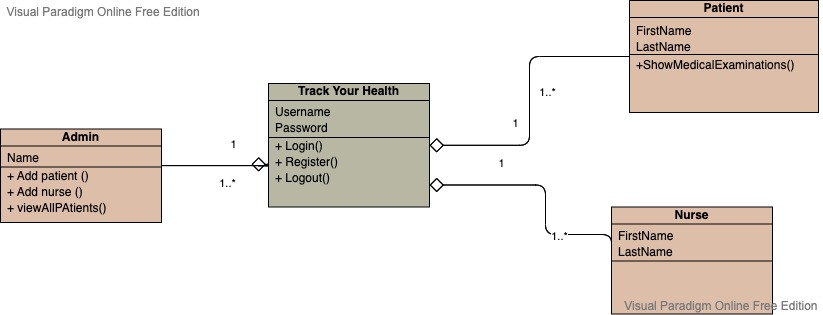 Visual Paradigm Online Free Edition
Patient
FirstName
LastName
+ShowMedicalExaminations()
1..*
1
Track Your Health
Username
Password
+ Login()
+ Register()
+ Logout()
Admin
Name
+ Add patient ()
+ Add nurse ()
+ viewAllPAtients()
1
1..*
1
1..*
Nurse
FirstName
LastName
Visual Paradigm Online Free Edition